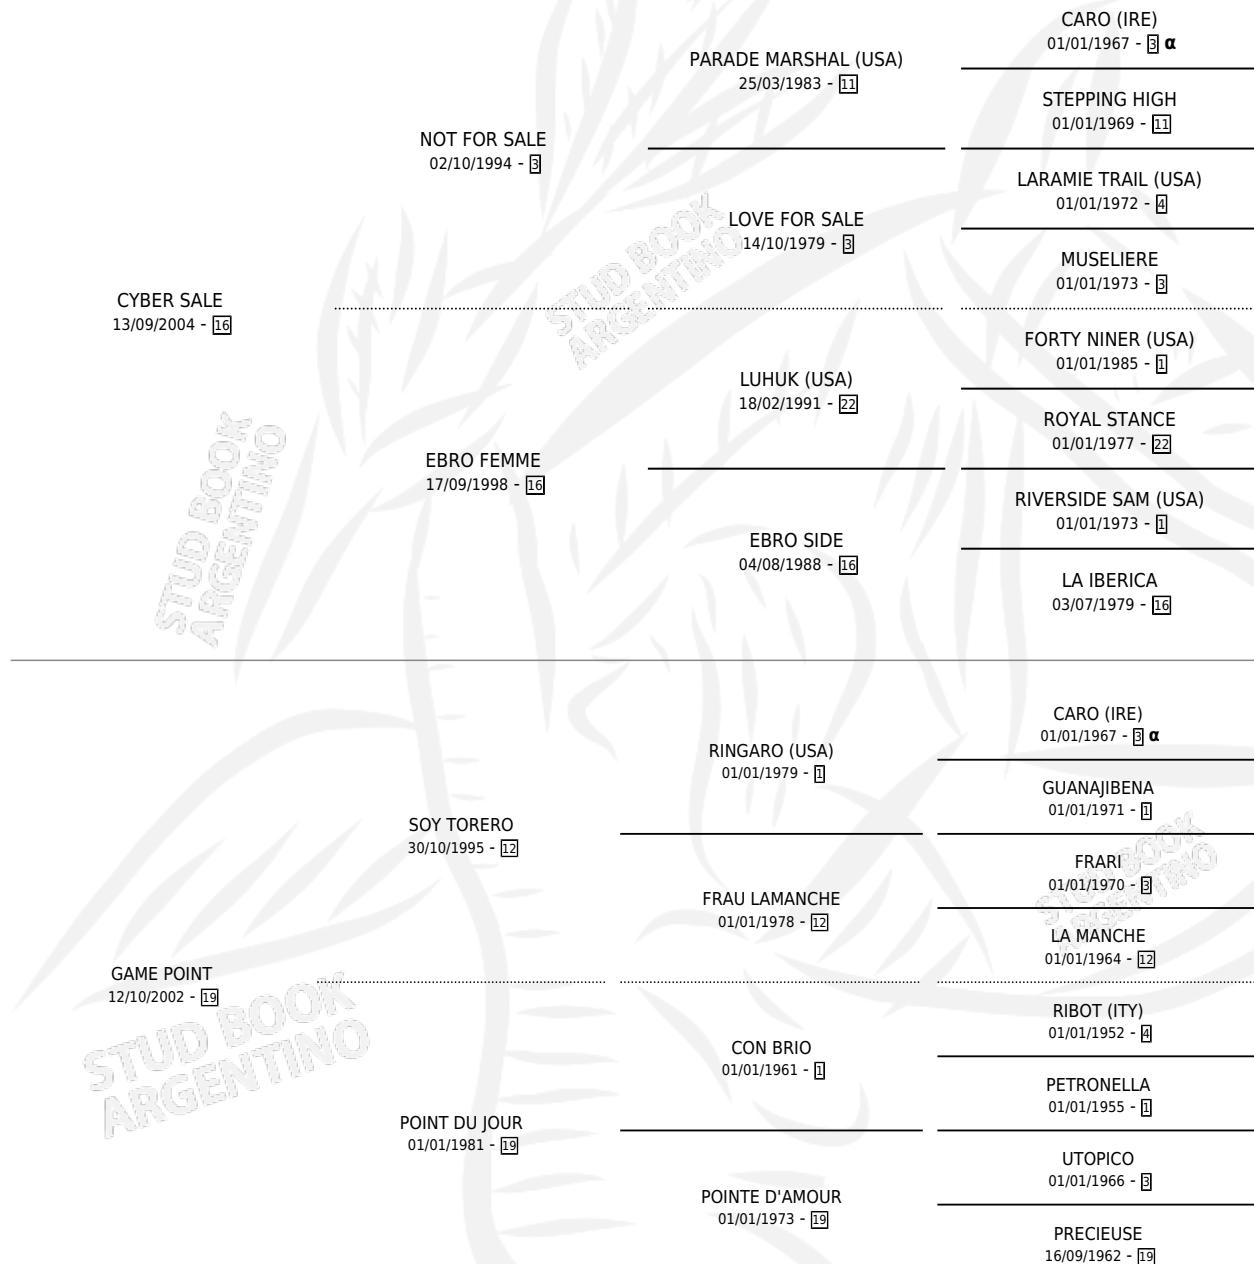 CARO (IRE)
01/01/1967 - 3 α
PARADE MARSHAL (USA)
25/03/1983 - 11
STEPPING HIGH
01/01/1969 - 11
NOT FOR SALE
02/10/1994 - 3
LARAMIE TRAIL (USA)
01/01/1972 - 4
LOVE FOR SALE
14/10/1979 - 3
MUSELIERE
01/01/1973 - 3
CYBER SALE
13/09/2004 - 16
FORTY NINER (USA)
01/01/1985 - 1
LUHUK (USA)
18/02/1991 - 22
ROYAL STANCE
01/01/1977 - 22
EBRO FEMME
17/09/1998 - 16
RIVERSIDE SAM (USA)
01/01/1973 - 1
EBRO SIDE
04/08/1988 - 16
LA IBERICA
03/07/1979 - 16
CARO (IRE)
01/01/1967 - 3 α
RINGARO (USA)
01/01/1979 - 1
GUANAJIBENA
01/01/1971 - 1
SOY TORERO
30/10/1995 - 12
FRARI
01/01/1970 - 3
FRAU LAMANCHE
01/01/1978 - 12
LA MANCHE
01/01/1964 - 12
GAME POINT
12/10/2002 - 19
RIBOT (ITY)
01/01/1952 - 4
CON BRIO
01/01/1961 - 1
PETRONELLA
01/01/1955 - 1
POINT DU JOUR
01/01/1981 - 19
UTOPICO
01/01/1966 - 3
POINTE D'AMOUR
01/01/1973 - 19
PRECIEUSE
16/09/1962 - 19
STUD BOOK
ARGENTINO
STUD BOOK
ARGENTINO
STUD BOOK
ARGENTINO
STUD BOOK
ARGENTINO